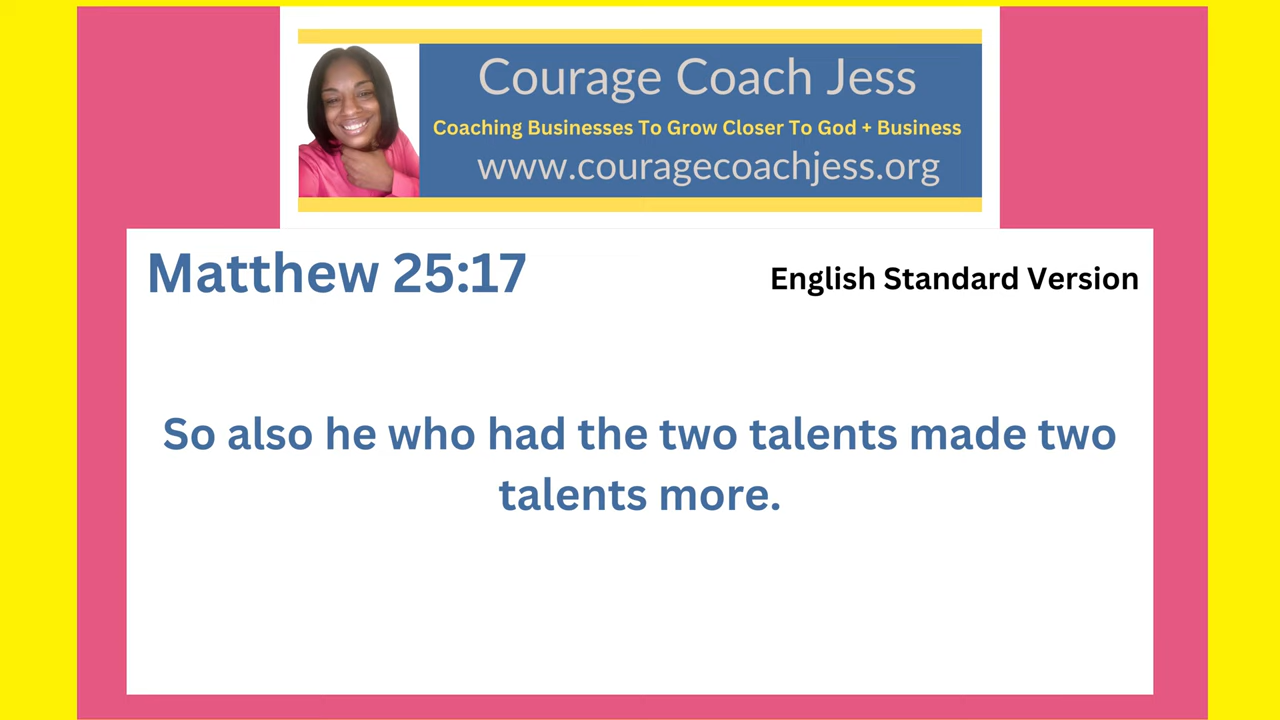 Courage Coach Jess
Coaching Businesses To Grow Closer To God + Business
www.couragecoachjess.org
Matthew 25:17
English Standard Version
So also he who had the two talents made two
talents more.